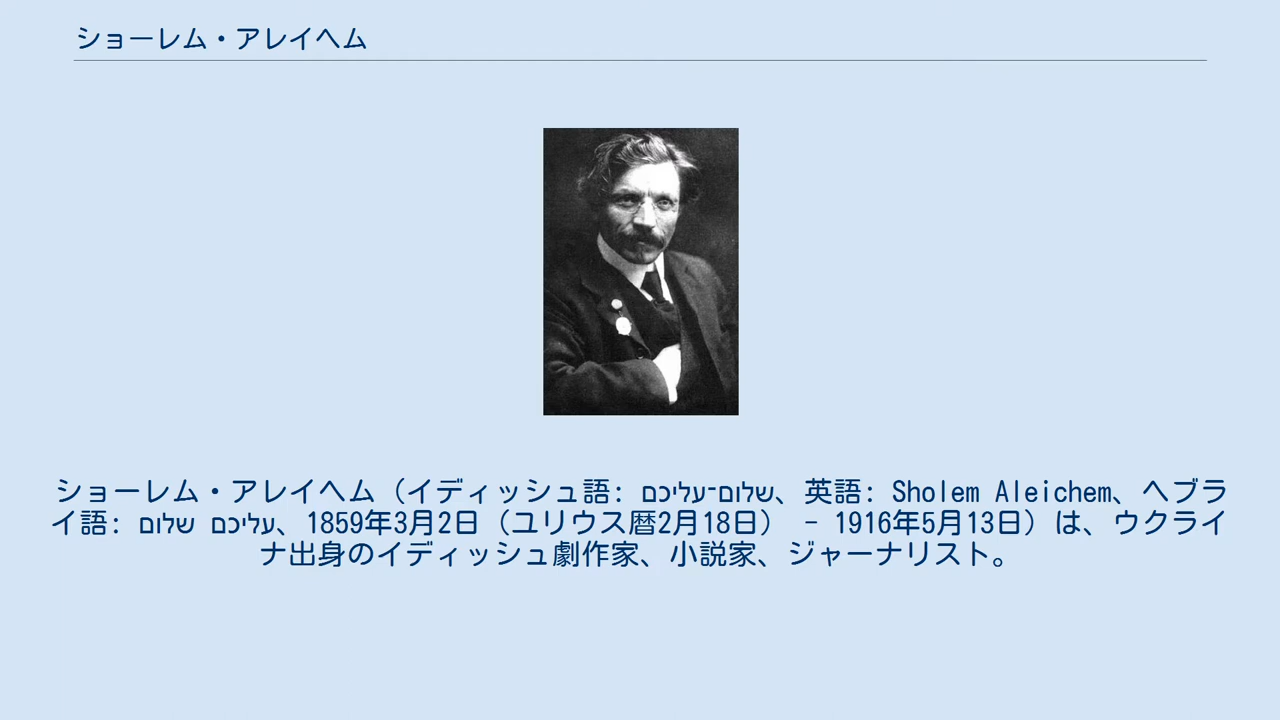 ショーレム・アレイヘム
ショーレム・アレイヘム（イディッシュ語: שלום־עליכם、英語: Sholem Aleichem、ヘブラ
イ語: שלום עליכם、1859年3月2日（ユリウス暦2月18日） - 1916年5月13日）は、ウクライ
ナ出身のイディッシュ劇作家、小説家、ジャーナリスト。